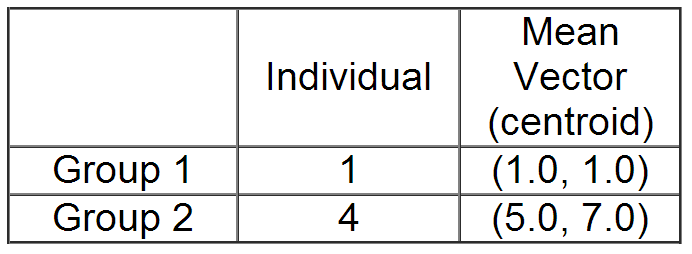 Individual
Mean
Vector
(centroid)
Group 1 1 (1.0, 1.0)
Group 2 4 (5.0, 7.0)